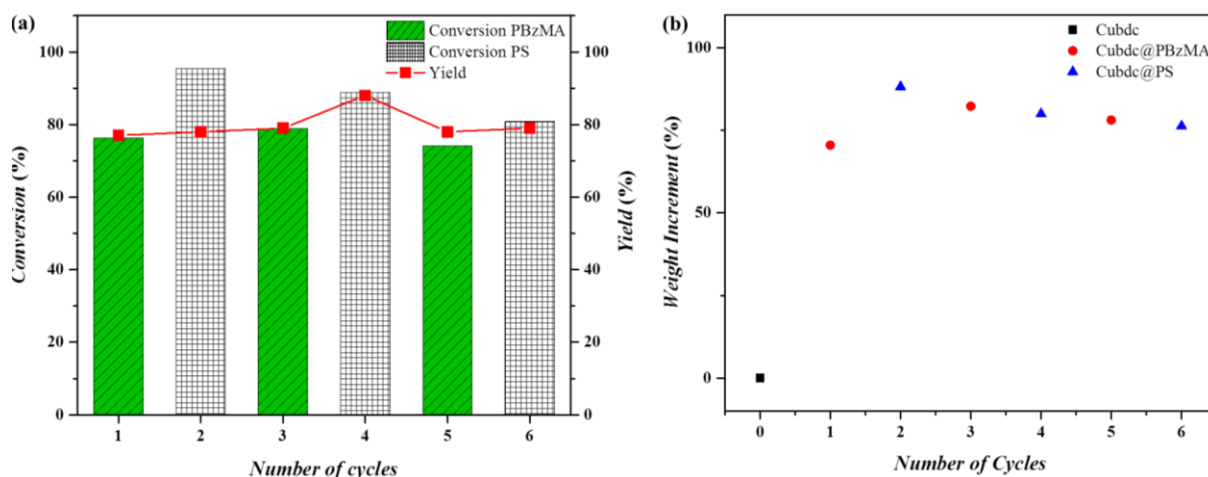 (a)
Conversion PBzMA
Conversion PS
Yield
100
80
60
40
20
0
Conversion (%)
100
80
60
40
20
0
Yield (%)
1 2 3 4 5 6
Number of cycles
(b)
Cubdc
Cubdc@PBzMA
Cubdc@PS
100
50
0
Weight Increment (%)
0 1 2 3 4 5 6
Number of Cycles